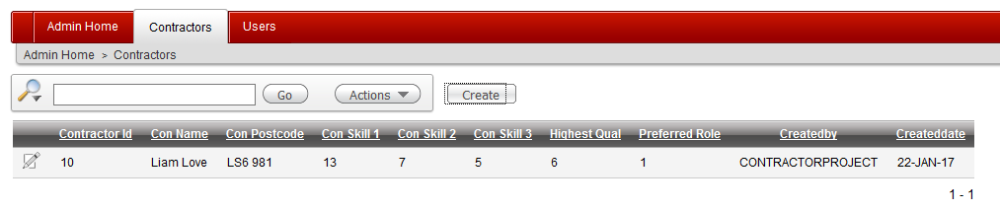 Admin Home Contractors Users
Admin Home > Contractors
Go Actions Create
Contractor Id Con Name Con Postcode Con Skill 1 Con Skill 2 Con Skill 3 Highest Qual Preferred Role Createdby Createddate
10 Liam Love LS6 981 13 7 5 6 1 CONTRACTORPROJECT 22-JAN-17
1 - 1